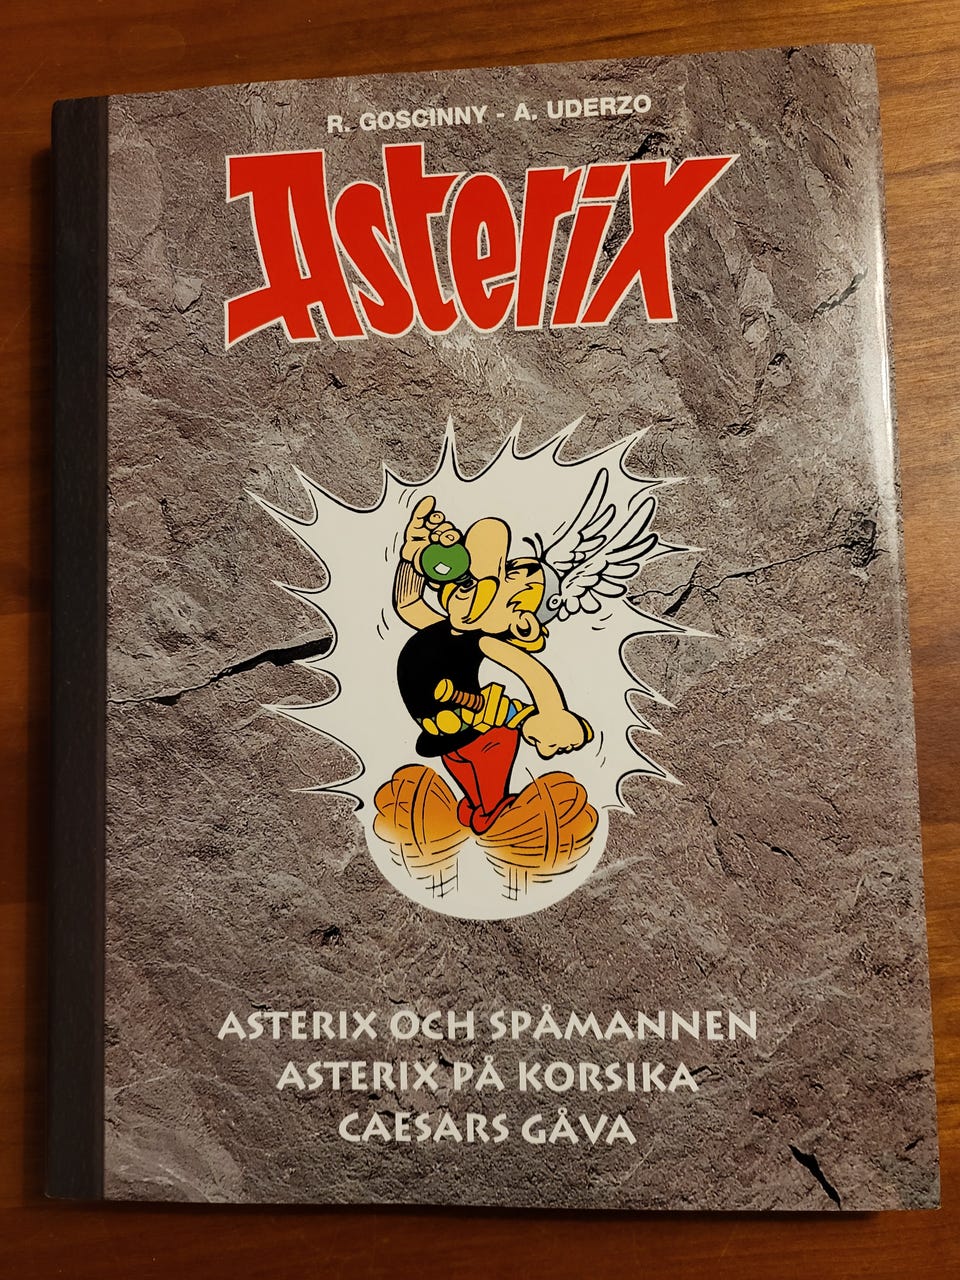 R. GOSCINNY - A. UDERZO
Asterix
ASTERIX OCH SPÅMANNEN
ASTERIX PÅ KORSIKA
CAESARS GÅVA